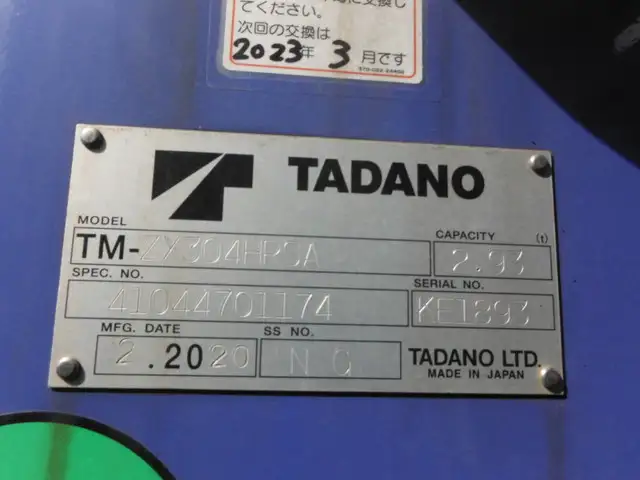 てください。
次回の交換は
2023年 3月です
TADANO
MODEL
TM-ZX304HRSA
CAPACITY (t)
2.93
SPEC. NO.
41044701174
SERIAL NO.
KE1893
MFG. DATE
2.2020
SS NO.
N O
TADANO LTD.
MADE IN JAPAN